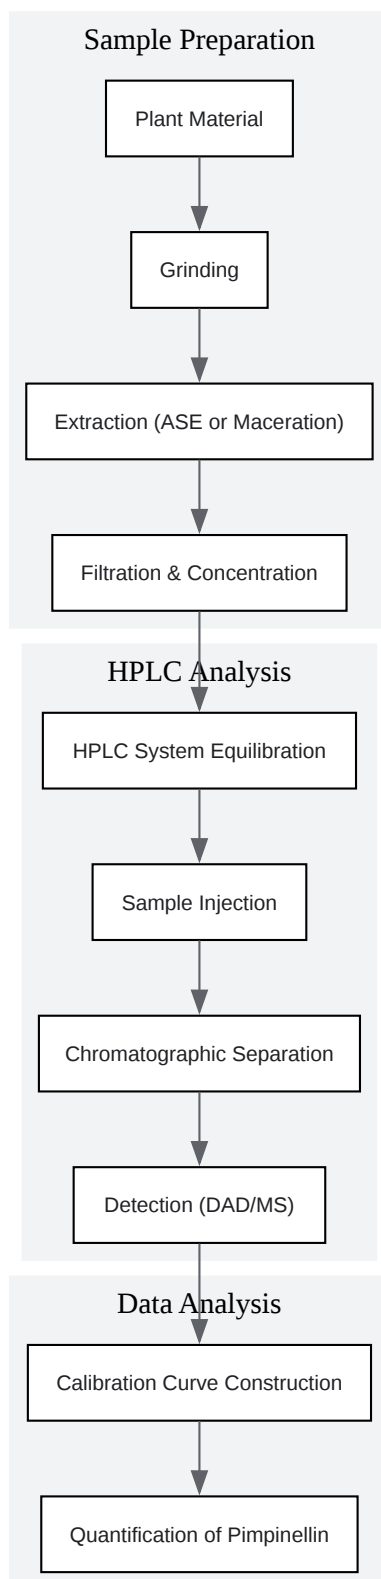 Sample Preparation
Plant Material
Grinding
Extraction (ASE or Maceration)
Filtration & Concentration
HPLC Analysis
HPLC System Equilibration
Sample Injection
Chromatographic Separation
Detection (DAD/MS)
Data Analysis
Calibration Curve Construction
Quantification of Pimpinellin